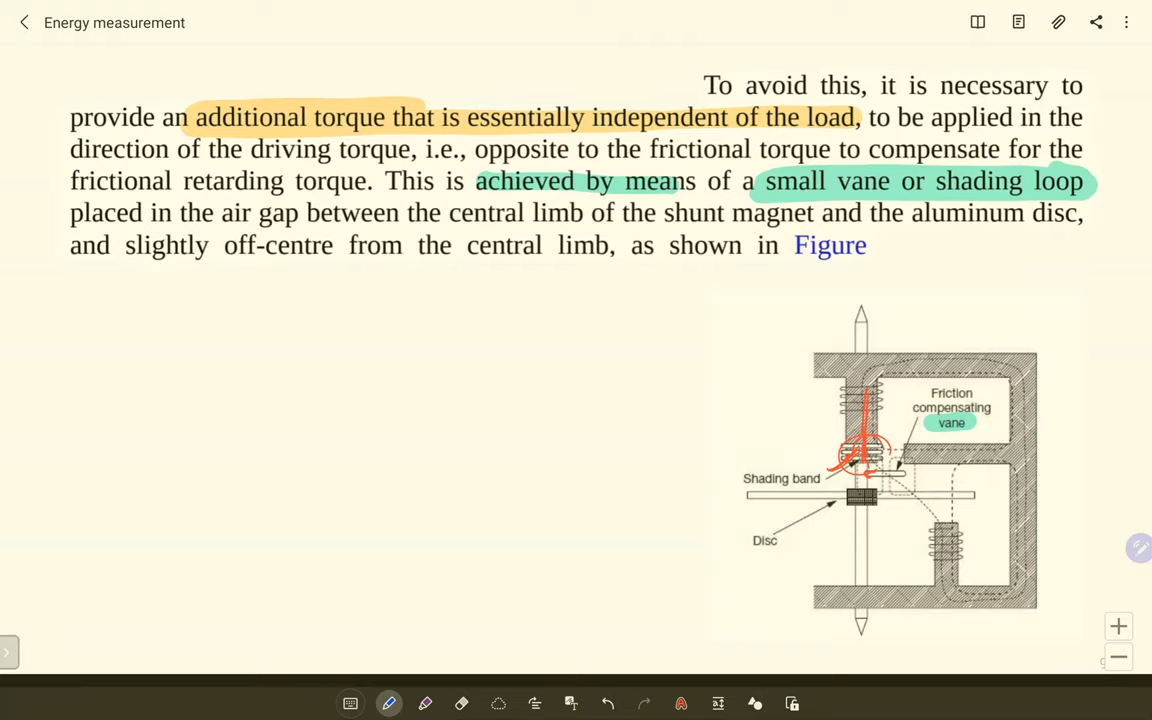 Energy measurement
To avoid this, it is necessary to
provide an additional torque that is essentially independent of the load, to be applied in the
direction of the driving torque, i.e., opposite to the frictional torque to compensate for the
frictional retarding torque. This is achieved by means of a small vane or shading loop
placed in the air gap between the central limb of the shunt magnet and the aluminum disc,
and slightly off-centre from the central limb, as shown in Figure
Friction
compensating
vane
Shading band
Disc